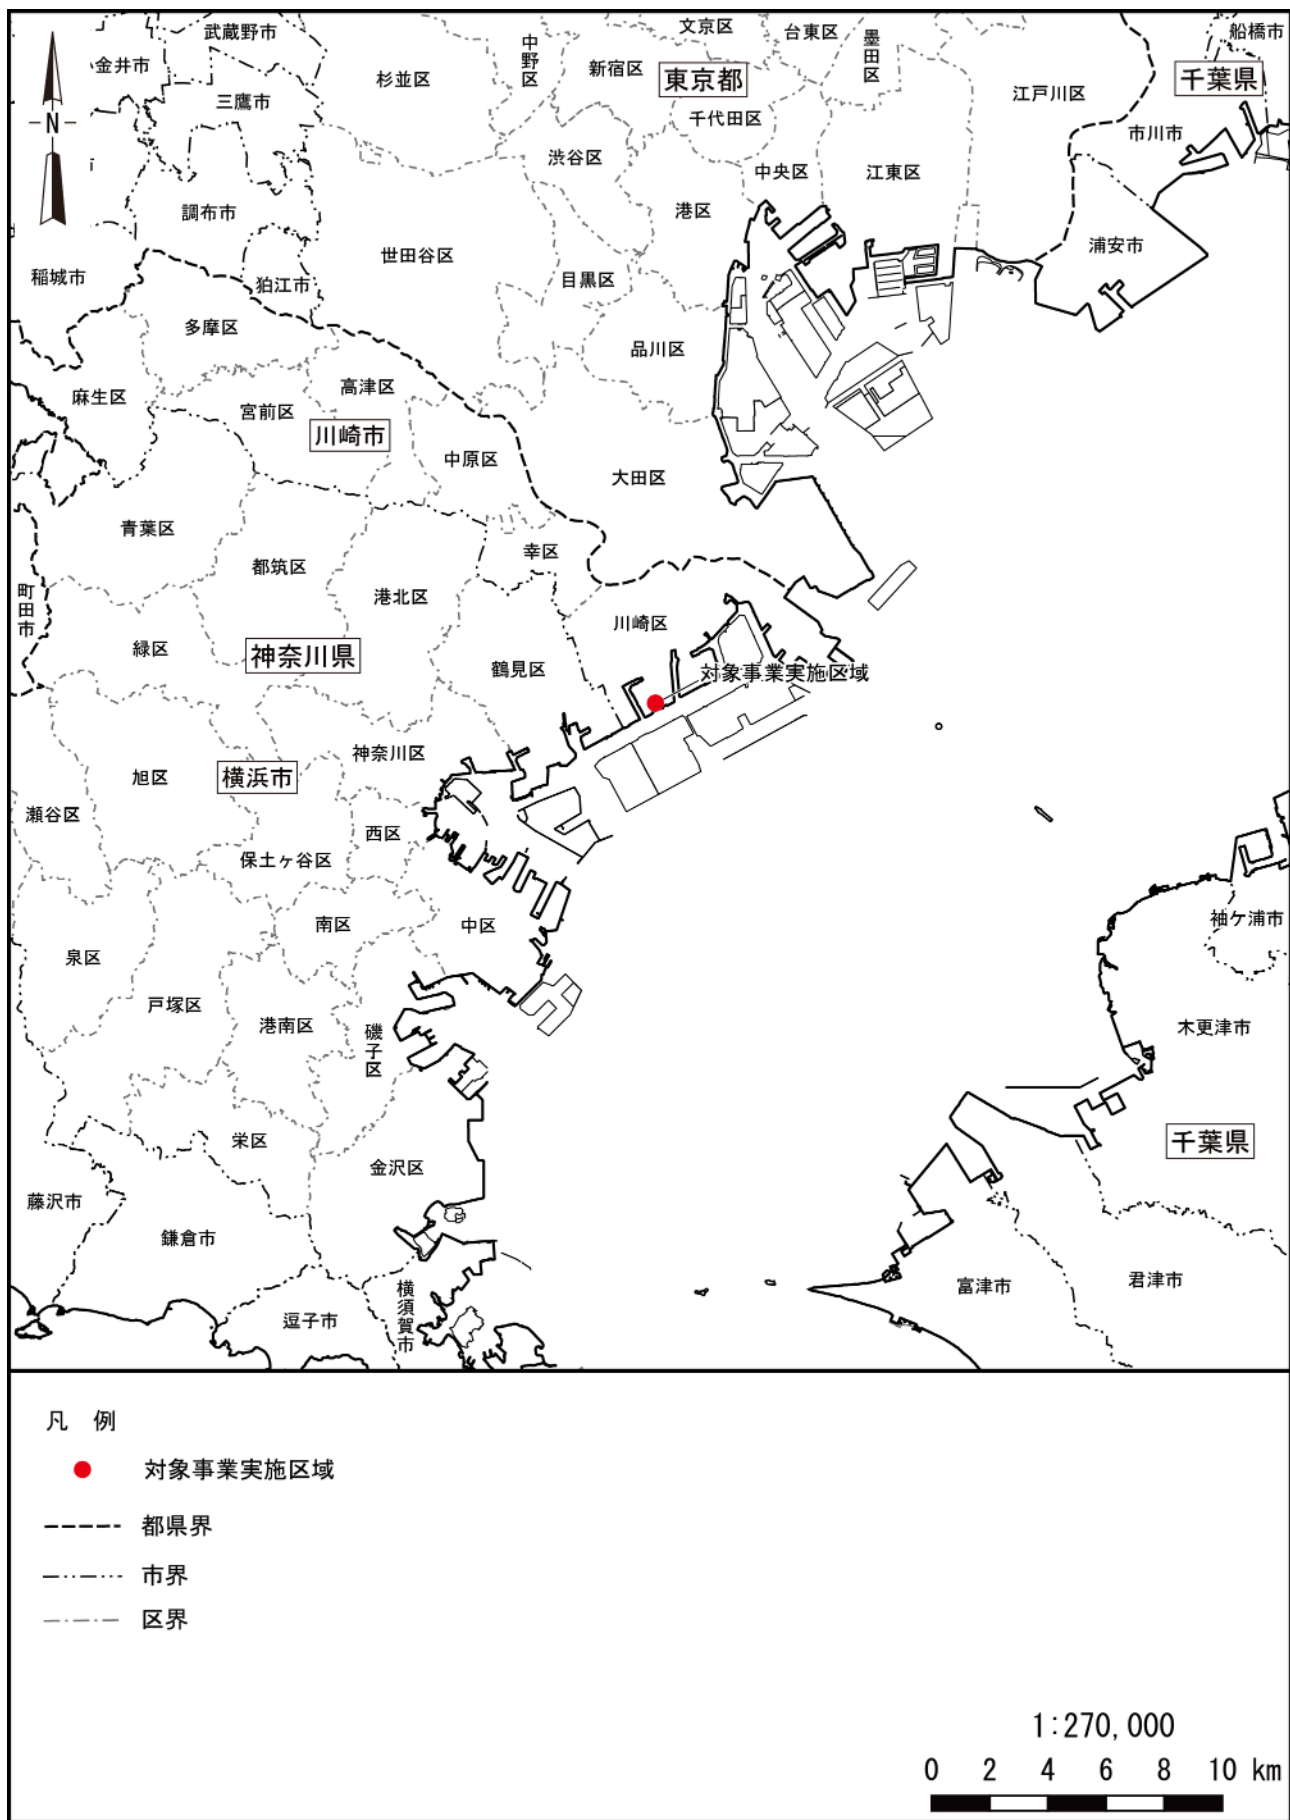 武蔵野市
中野区
文京区
台東区
墨田区
船橋市
金井市
杉並区
新宿区
東京都
千葉県
三鷹市
千代田区
江戸川区
市川市
渋谷区
中央区
江東区
市
調布市
港区
稲城市
狛江市
世田谷区
目黒区
浦安市
多摩区
品川区
麻生区
宮前区
高津区
川崎市
中原区
大田区
青葉区
都筑区
幸区
町田市
港北区
川崎区
緑区
神奈川県
鶴見区
対象事業実施区域
旭区
横浜市
神奈川区
瀬谷区
西区
保土ヶ谷区
南区
中区
袖ケ浦市
泉区
戸塚区
港南区
磯子区
木更津市
栄区
金沢区
千葉県
藤沢市
鎌倉市
逗子市
横須賀市
富津市
君津市
N
凡 例
対象事業実施区域
都県界
市界
区界
1:270,000
0 2 4 6 8 10 km